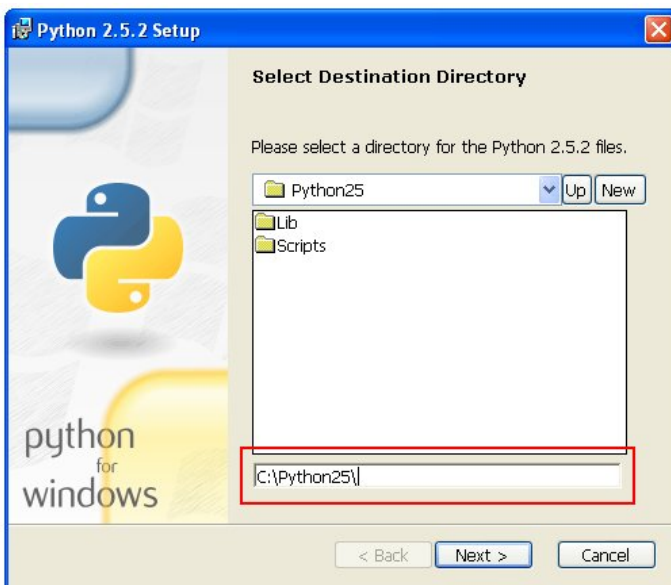 Python 2.5.2 Setup
Select Destination Directory
Please select a directory for the Python 2.5.2 files.
Python25
Up
New
Lib
Scripts
C:\Python25\
python
for
windows
< Back
Next >
Cancel